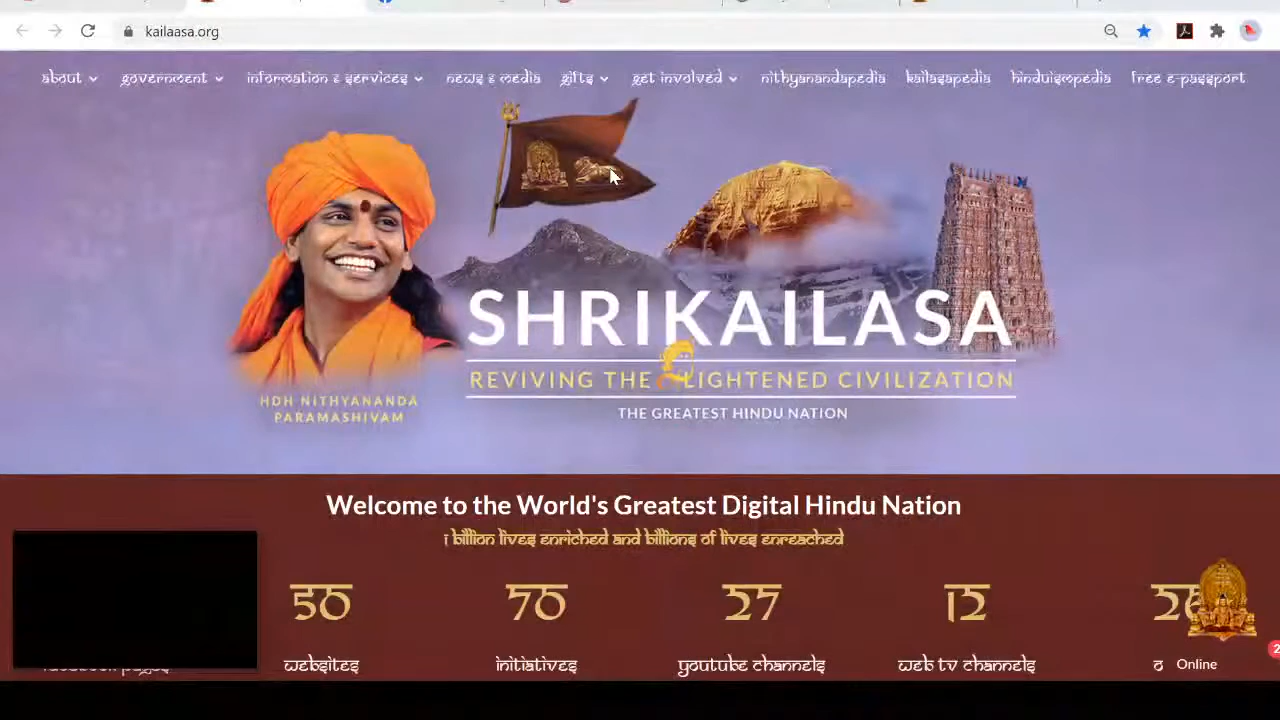 kailaasa.org
about
government
information & services
news & media
gifts
get involved
nithyanandapedia
kailasapedia
hinduismpedia
free e-passport
SHRIKAILASA
REVIVING THE ENLIGHTENED CIVILIZATION
THE GREATEST HINDU NATION
HDH NITHYANANDA
PARAMASHIVAM
Welcome to the World's Greatest Digital Hindu Nation
1 billion lives enriched and billions of lives enreached
50
70
27
12
facebook pages
websites
initiatives
youtube channels
web tv channels
Online
2